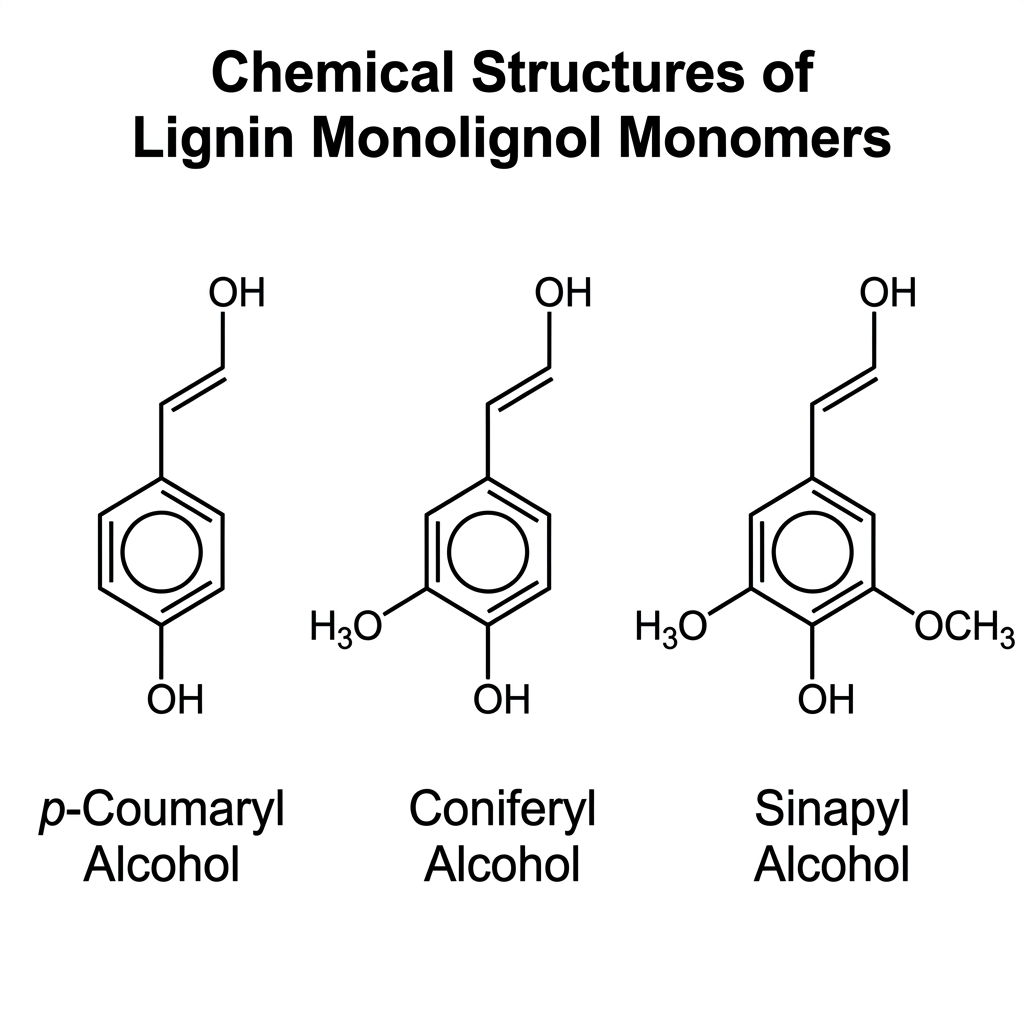 Chemical Structures of
Lignin Monolignol Monomers
OH OH OH
H₃O H₃O OCH₃
OH OH OH
p-Coumaryl Coniferyl Sinapyl
Alcohol Alcohol Alcohol